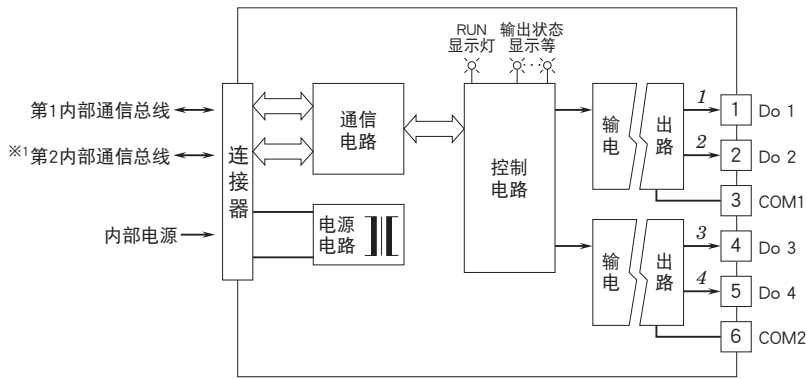 RUN
显示灯
输出状态
显示等
第1内部通信总线
※1第2内部通信总线
内部电源
连接器
通信
电路
电源
电路
控制
电路
输 出
电 路
1
2
1 Do 1
2 Do 2
3 COM1
输 出
电 路
3
4
4 Do 3
5 Do 4
6 COM2